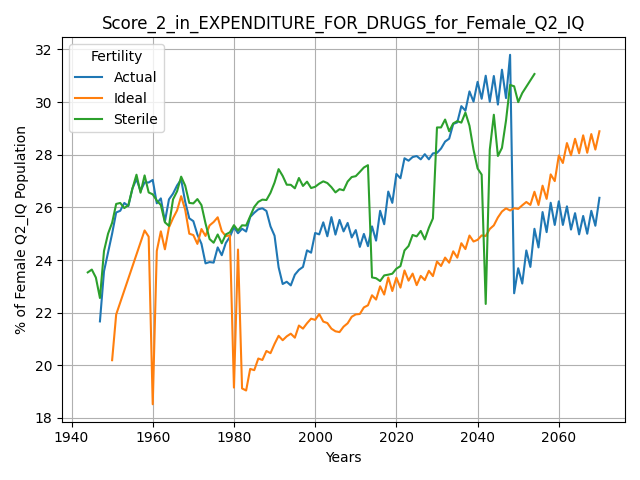 Score_2_in_EXPENDITURE_FOR_DRUGS_for_Female_Q2_IQ
Fertility
Actual
Ideal
Sterile
% of Female Q2_IQ Population
32
30
28
26
24
22
20
18
1940
1960
1980
2000
2020
2040
2060
Years